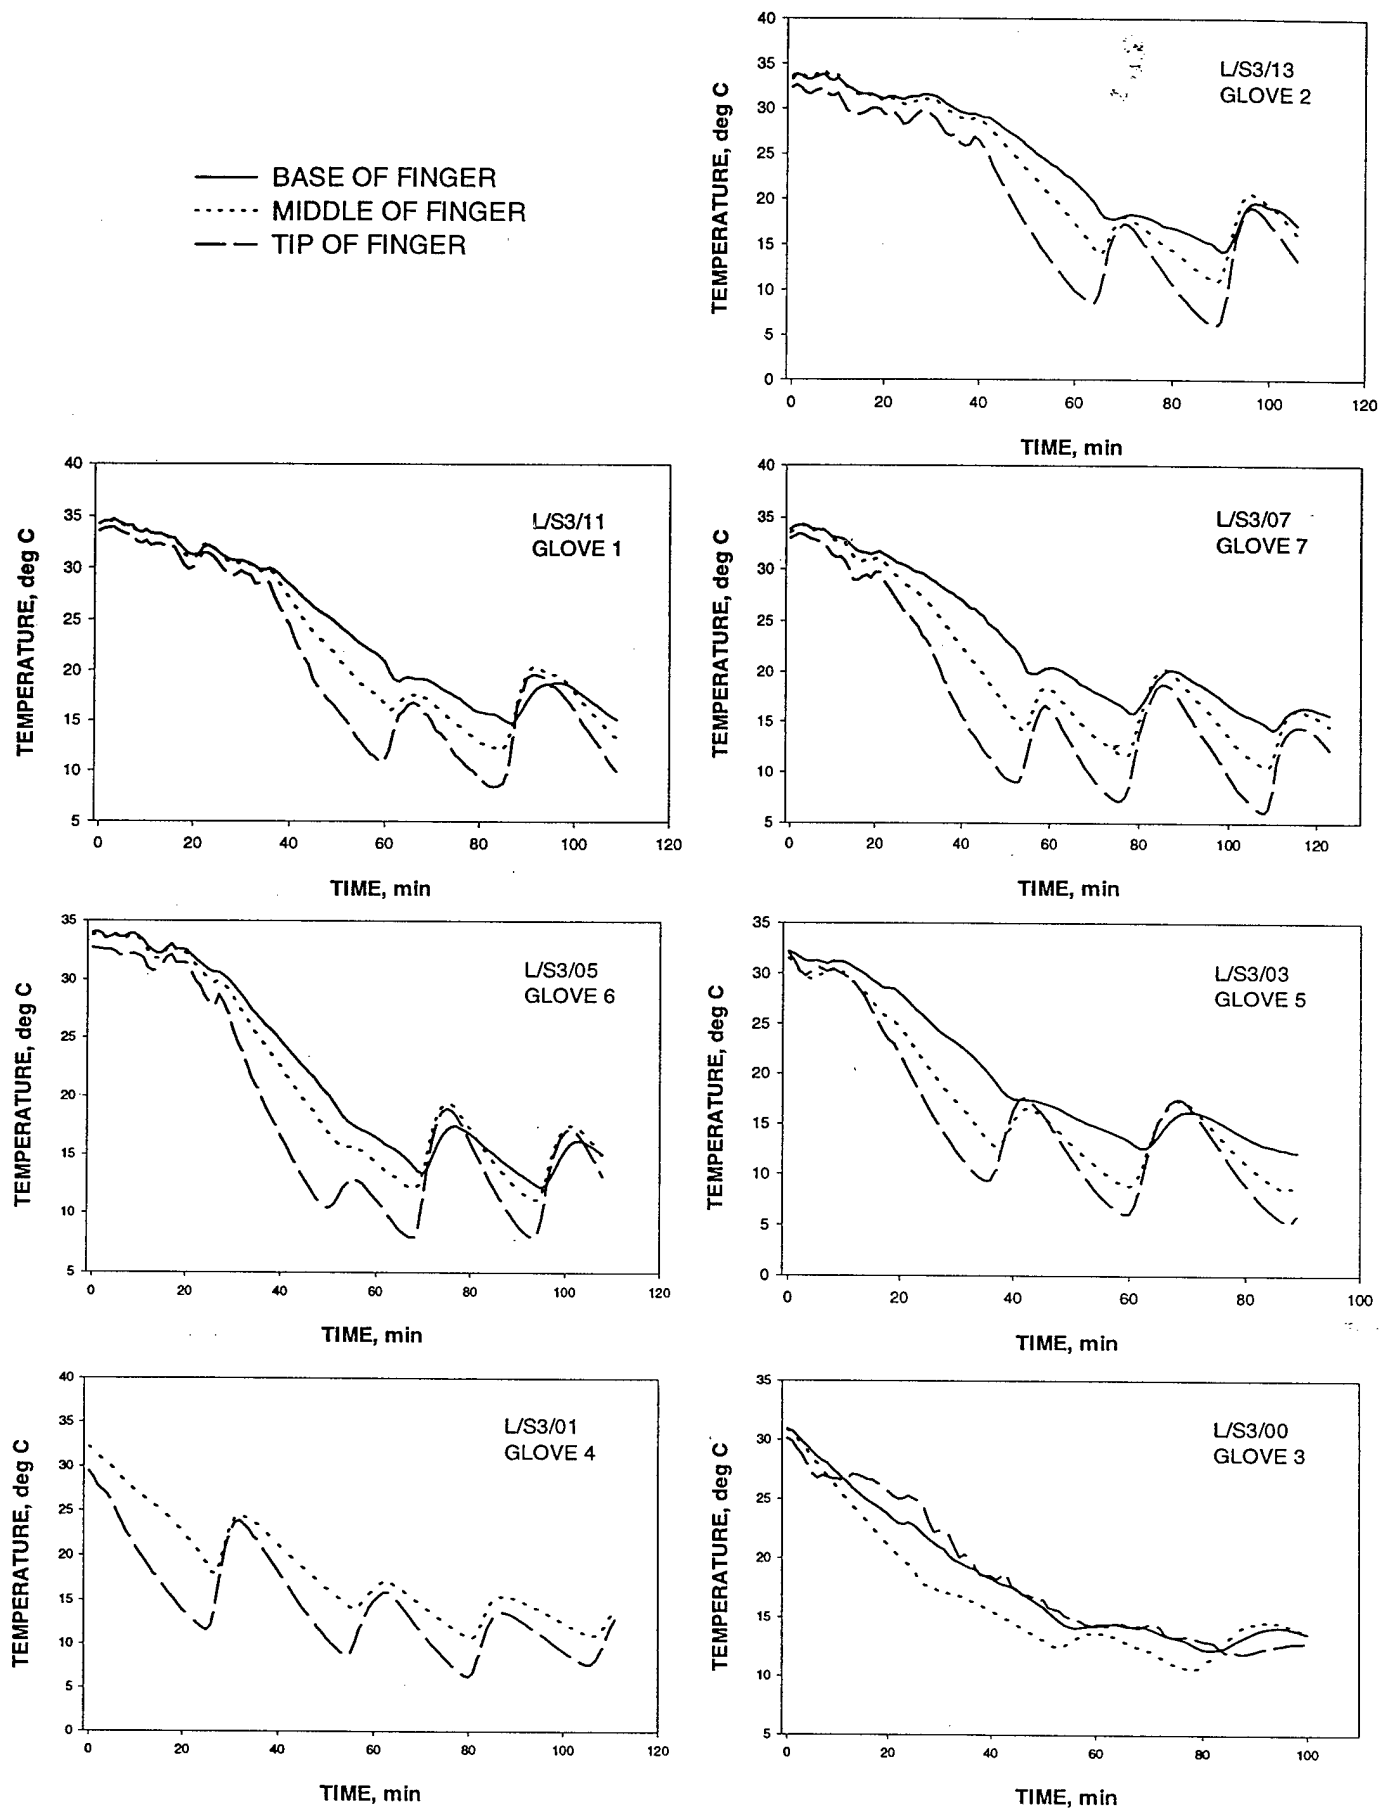 BASE OF FINGER
MIDDLE OF FINGER
TIP OF FINGER
TEMPERATURE, deg C
40
35
30
25
20
15
10
5
0
L/S3/13
GLOVE 2
0 20 40 60 80 100 120
TIME, min
TEMPERATURE, deg C
40
35
30
25
20
15
10
5
L/S3/11
GLOVE 1
0 20 40 60 80 100 120
TIME, min
TEMPERATURE, deg C
40
35
30
25
20
15
10
5
L/S3/07
GLOVE 7
0 20 40 60 80 100 120
TIME, min
TEMPERATURE, deg C
35
30
25
20
15
10
5
L/S3/05
GLOVE 6
0 20 40 60 80 100 120
TIME, min
TEMPERATURE, deg C
35
30
25
20
15
10
5
0
L/S3/03
GLOVE 5
0 20 40 60 80 100
TIME, min
TEMPERATURE, deg C
40
35
30
25
20
15
10
5
0
L/S3/01
GLOVE 4
0 20 40 60 80 100 120
TIME, min
TEMPERATURE, deg C
35
30
25
20
15
10
5
L/S3/00
GLOVE 3
0 20 40 60 80 100
TIME, min